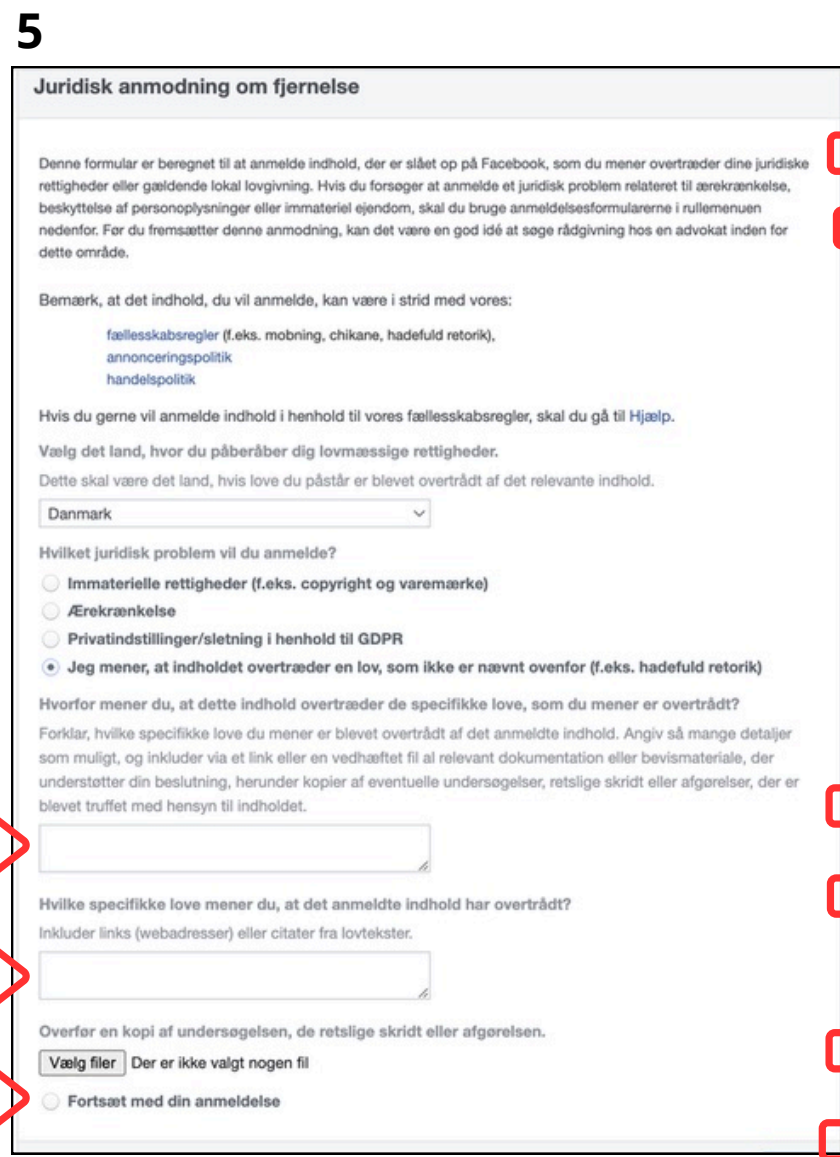 5
Juridisk anmodning om fjernelse
Denne formular er beregnet til at anmelde indhold, der er slået op på Facebook, som du mener overtræder dine juridiske
rettigheder eller gældende lokal lovgivning. Hvis du forsøger at anmelde et juridisk problem relateret til ærekrænkelse,
beskyttelse af personoplysninger eller immateriel ejendom, skal du bruge anmeldelsesformularerne i rullemenuen
nedenfor. Før du fremsætter denne anmodning, kan det være en god idé at søge rådgivning hos en advokat inden for
dette område.
Bemærk, at det indhold, du vil anmelde, kan være i strid med vores:
fællesskabsregler (f.eks. mobning, chikane, hadefuld retorik),
annonceringspolitik
handelspolitik
Hvis du gerne vil anmelde indhold i henhold til vores fællesskabsregler, skal du gå til Hjælp.
Vælg det land, hvor du påberåber dig lovmæssige rettigheder.
Dette skal være det land, hvis love du påstår er blevet overtrådt af det relevante indhold.
Danmark
Hvilket juridisk problem vil du anmelde?
Immaterielle rettigheder (f.eks. copyright og varemærke)
Ærekrænkelse
Privatindstillinger/sletning i henhold til GDPR
Jeg mener, at indholdet overtræder en lov, som ikke er nævnt ovenfor (f.eks. hadefuld retorik)
Hvorfor mener du, at dette indhold overtræder de specifikke love, som du mener er overtrådt?
Forklar, hvilke specifikke love du mener er blevet overtrådt af det anmeldte indhold. Angiv så mange detaljer
som muligt, og inkluder via et link eller en vedhæftet fil al relevant dokumentation eller bevismateriale, der
understøtter din beslutning, herunder kopier af eventuelle undersøgelser, retslige skridt eller afgørelser, der er
blevet truffet med hensyn til indholdet.
Hvilke specifikke love mener du, at det anmeldte indhold har overtrådt?
Inkluder links (webadresser) eller citater fra lovtekster.
Overfør en kopi af undersøgelsen, de retslige skridt eller afgørelsen.
Vælg filer Der er ikke valgt nogen fil
Fortsæt med din anmeldelse